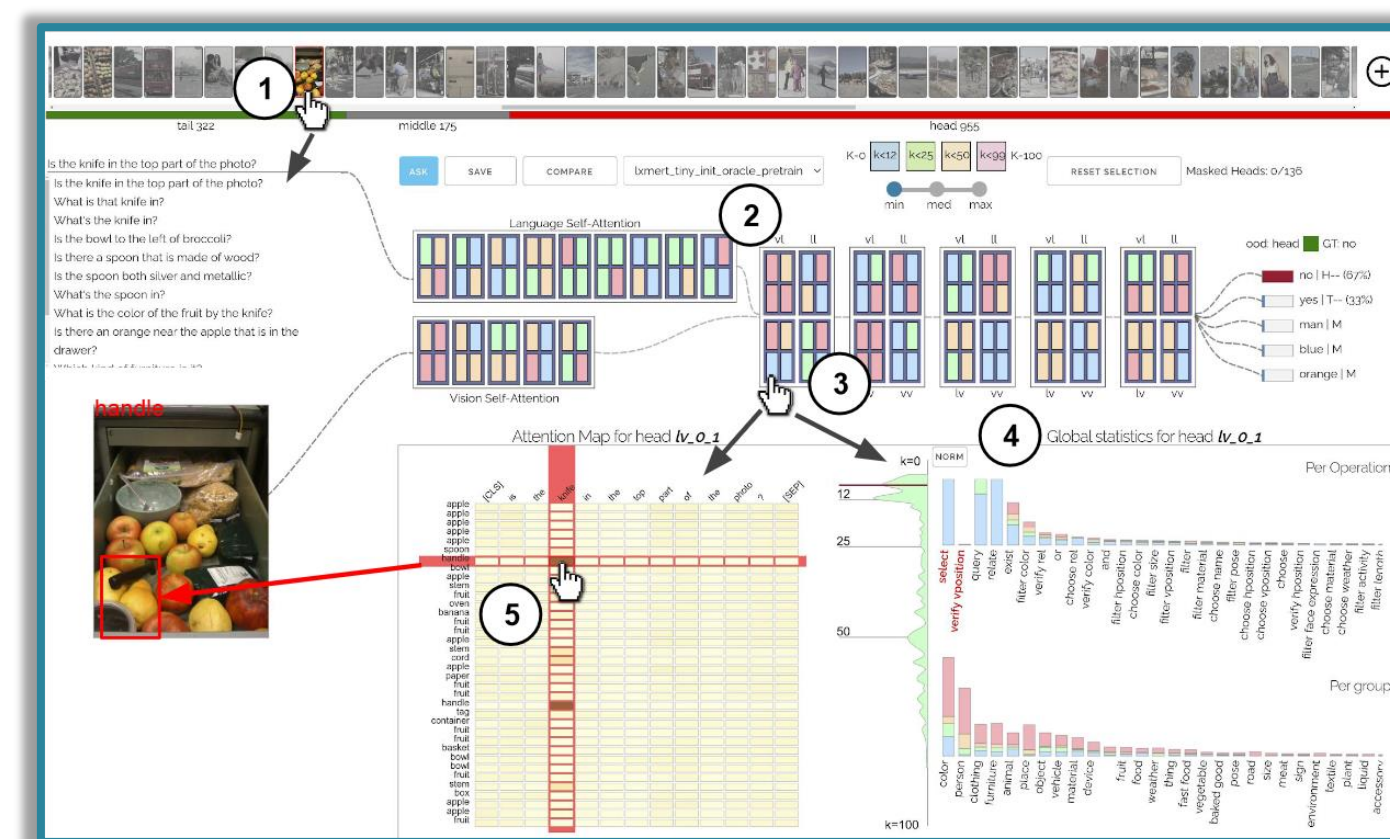 1
tail 322
middle 175
head 955
Is the knife in the top part of the photo?
Is the knife in the top part of the photo?
What is that knife in?
What's the knife in?
Is the bowl to the left of broccoli?
Is there a spoon that is made of wood?
Is the spoon both silver and metallic?
What's the spoon in?
What is the color of the fruit by the knife?
Is there an orange near the apple that is in the
drawer?
ASK
SAVE
COMPARE
lxmert_tiny_init_oracle_pretrain
K-0
k<12
k<25
k<50
k<99
K-100
min
med
max
RESET SELECTION
Masked Heads: 0/136
Language Self-Attention
2
vl ll
vl ll
vl ll
vl ll
vl ll
ood: head
GT: no
no | H-- (67%)
yes | T-- (33%)
man | M
blue | M
orange | M
Vision Self-Attention
3
vv
lv vv
lv vv
lv vv
handle
Attention Map for head lv_0_1
[CLS]
is
the
knife
in
the
top
part
of
the
photo
?
[SEP]
apple
apple
apple
apple
apple
spoon
handle
bowl
apple
stem
fruit
oven
banana
fruit
fruit
apple
stem
cord
apple
paper
fruit
fruit
handle
tag
container
fruit
fruit
basket
bowl
bowl
fruit
stem
box
apple
apple
fruit
5
k=0
12
25
50
k=100
4
Global statistics for head lv_0_1
NORM
Per Operation
select
verify vposition
query
relate
exist
filter color
verify rel
or
choose rel
verify color
and
filter hposition
choose color
filter size
filter vposition
filter
filter material
choose name
filter pose
choose hposition
choose vposition
choose
verify hposition
filter face expression
choose material
choose weather
filter activity
filter length
Per group
color
person
clothing
furniture
animal
place
object
vehicle
material
device
fruit
food
weather
thing
fast food
vegetable
baked good
pose
road
size
meat
sign
environment
textile
plant
liquid
accessory